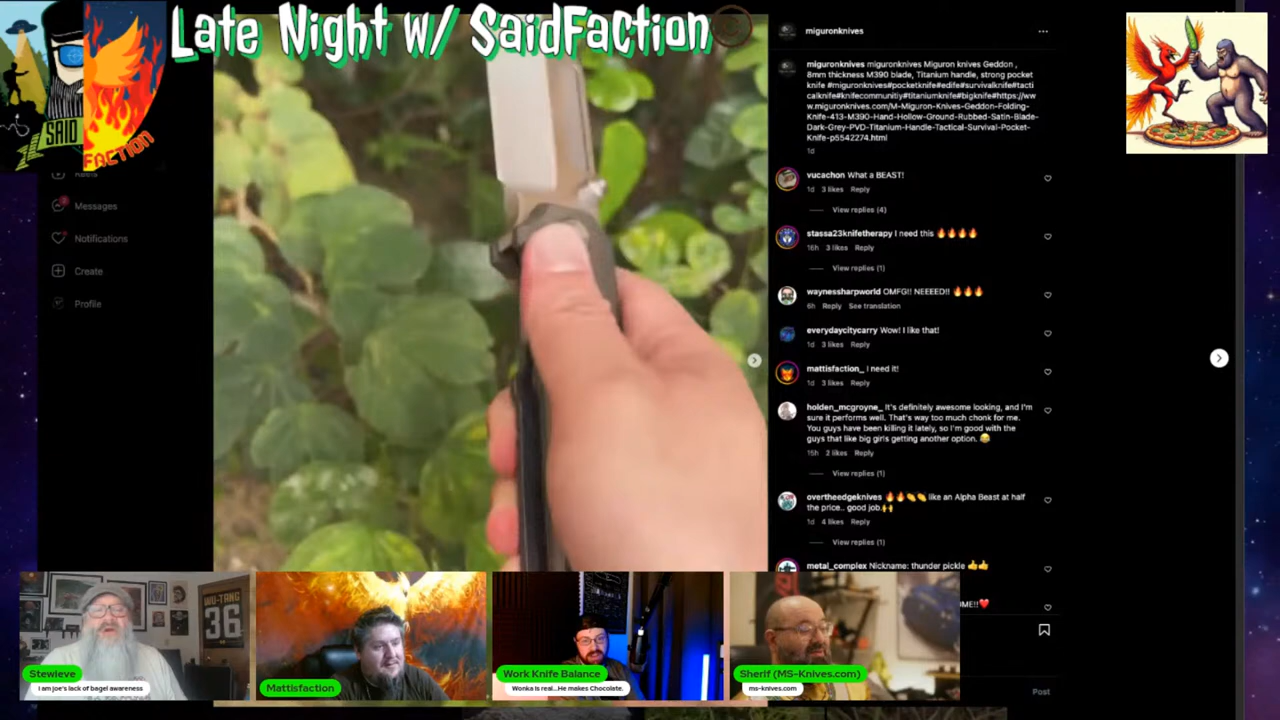 Late Night w/ SaidFaction
SAID
FACTION
Reels
Messages
Notifications
Create
Profile
miguronknives
miguronknives miguronknives Miguron knives Geddon ,
8mm thickness M390 blade, Titanium handle, strong pocket
knife #miguronknives#pocketknife#edife#survivalknife#tacti
calknife#knifecommunitiy#titaniumknife#bigknife#https://ww
w.miguronknives.com/M-Miguron-Knives-Geddon-Folding-
Knife-413-M390-Hand-Hollow-Ground-Rubbed-Satin-Blade-
Dark-Grey-PVD-Titanium-Handle-Tactical-Survival-Pocket-
Knife-p5542274.html
1d
vucachon What a BEAST!
1d 3 likes Reply
View replies (4)
stassa23knifetherapy I need this 🔥🔥🔥🔥
16h 3 likes Reply
View replies (1)
waynessharpworld OMFG!! NEEEED!! 🔥🔥🔥
6h Reply See translation
everydaycitycarry Wow! I like that!
1d 3 likes Reply
mattisfaction_ I need it!
1d 3 likes Reply
holden_mcgroyne_ It's definitely awesome looking, and I'm
sure it performs well. That's way too much chonk for me.
You guys have been killing it lately, so I'm good with the
guys that like big girls getting another option. 😂
15h 2 likes Reply
View replies (1)
overtheedgeknives 🔥🔥👏👏 like an Alpha Beast at half
the price.. good job🙌
1d 4 likes Reply
View replies (1)
metal_complex Nickname: thunder pickle 👍👍
OME!!❤️
Post
WU-TANG
36
Stewieve
I am joe's lack of bagel awareness
Mattisfaction
Work Knife Balance
Wonka is real...He makes Chocolate.
Sherif (MS-Knives.com)
ms-knives.com